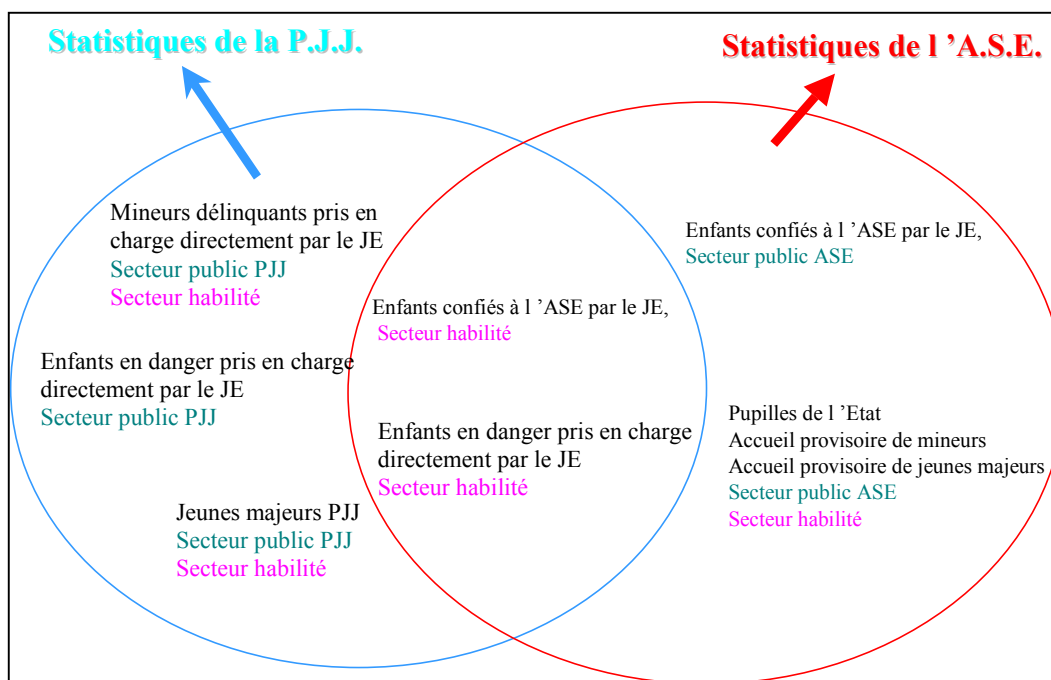 Statistiques de la P.J.J.
Statistiques de l ’A.S.E.
Mineurs délinquants pris en
charge directement par le JE
Secteur public PJJ
Secteur habilité
Enfants en danger pris en charge
directement par le JE
Secteur public PJJ
Jeunes majeurs PJJ
Secteur public PJJ
Secteur habilité
Enfants confiés à l ’ASE par le JE,
Secteur habilité
Enfants en danger pris en charge
directement par le JE
Secteur habilité
Enfants confiés à l ’ASE par le JE,
Secteur public ASE
Pupilles de l ’Etat
Accueil provisoire de mineurs
Accueil provisoire de jeunes majeurs
Secteur public ASE
Secteur habilité